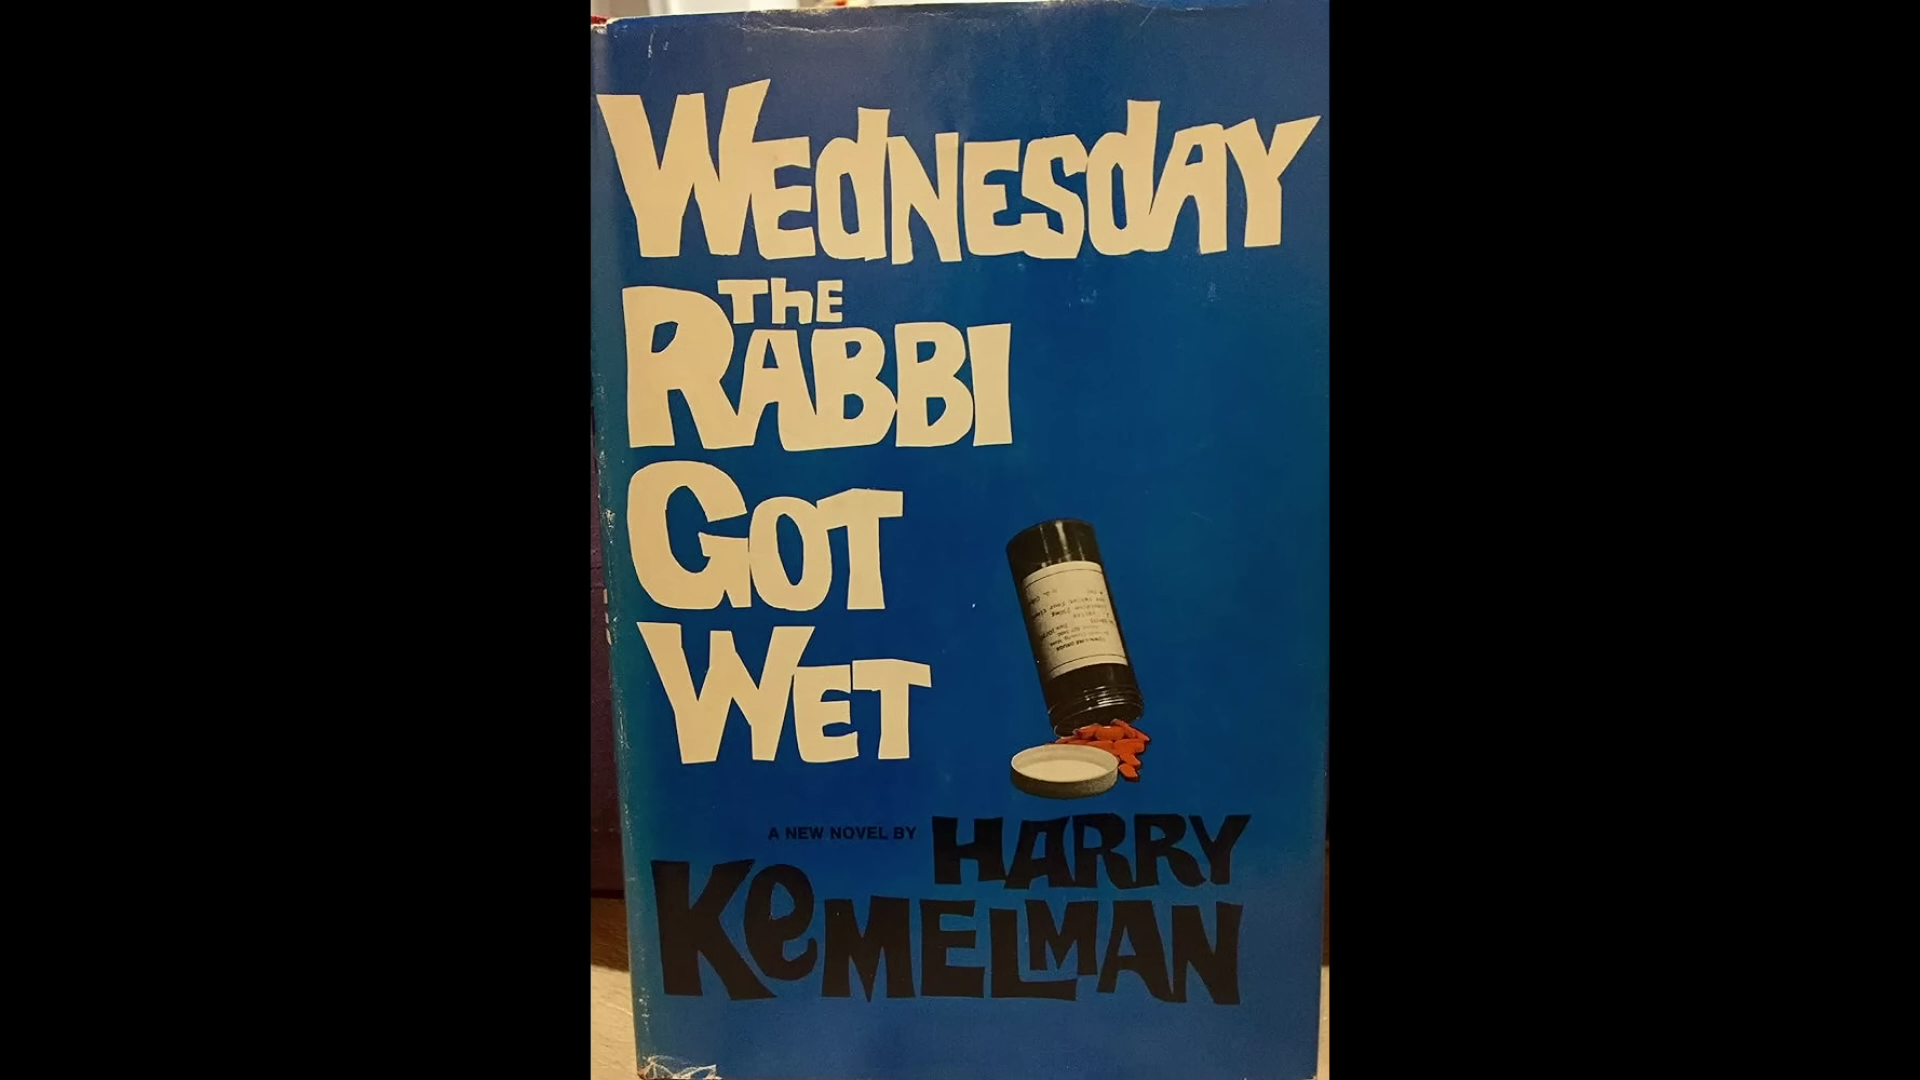 WEdNESdAY
ThE
RABBI
GOT
WET
A NEW NOVEL BY HARRY
KeMELMAN